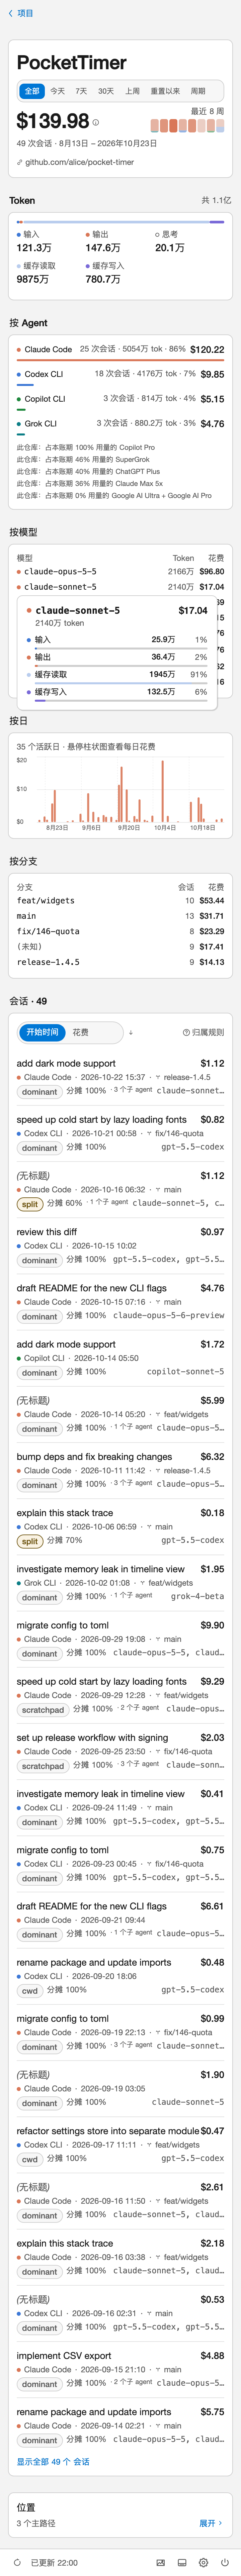 项目
PocketTimer
全部 今天 7天 30天 上周 重置以来 周期
$139.98 最近 8 周
49 次会话 · 8月13日 – 2026年10月23日
github.com/alice/pocket-timer
Token 共 1.1亿
输入 输出 思考
121.3万 147.6万 20.1万
缓存读取 缓存写入
9875万 780.7万
按 Agent
Claude Code 25 次会话 · 5054万 tok · 86% $120.22
Codex CLI 18 次会话 · 4176万 tok · 7% $9.85
Copilot CLI 3 次会话 · 814万 tok · 4% $5.15
Grok CLI 3 次会话 · 880.2万 tok · 3% $4.76
此仓库：占本账期 100% 用量的 Copilot Pro
此仓库：占本账期 46% 用量的 SuperGrok
此仓库：占本账期 40% 用量的 ChatGPT Plus
此仓库：占本账期 36% 用量的 Claude Max 5x
此仓库：占本账期 0% 用量的 Google AI Ultra + Google AI Pro
按模型
模型 Token 花费
claude-opus-5-5 2166万 $96.80
claude-sonnet-5 2140万 $17.04
claude-sonnet-5 $17.04
2140万 token
输入 25.9万 1%
输出 36.4万 2%
缓存读取 1945万 91%
缓存写入 132.5万 6%
按日
35 个活跃日 · 悬停柱状图查看每日花费
$20
$10
$0
8月23日 9月6日 9月20日 10月4日 10月18日
按分支
分支 会话 花费
feat/widgets 10 $53.44
main 13 $31.71
fix/146-quota 8 $23.29
(未知) 9 $17.41
release-1.4.5 9 $14.13
会话 · 49
开始时间 花费 ↓ 归属规则
add dark mode support $1.12
Claude Code · 2026-10-22 15:37 · release-1.4.5
dominant 分摊 100% · 3 个子 agent claude-sonnet…
speed up cold start by lazy loading fonts $0.82
Codex CLI · 2026-10-21 00:58 · fix/146-quota
dominant 分摊 100% gpt-5.5-codex
(无标题) $1.12
Claude Code · 2026-10-16 06:32 · main
split 分摊 60% · 1 个子 agent claude-sonnet-5, c…
review this diff $0.97
Codex CLI · 2026-10-15 10:02
dominant 分摊 100% gpt-5.5-codex, gpt-5.5…
draft README for the new CLI flags $4.76
Claude Code · 2026-10-15 07:16 · main
dominant 分摊 100% claude-opus-5-6-preview
add dark mode support $1.72
Copilot CLI · 2026-10-14 05:50
dominant 分摊 100% copilot-sonnet-5
(无标题) $5.99
Claude Code · 2026-10-14 05:20 · feat/widgets
dominant 分摊 100% · 1 个子 agent claude-opus-5…
bump deps and fix breaking changes $6.32
Claude Code · 2026-10-11 11:42 · release-1.4.5
dominant 分摊 100% · 3 个子 agent claude-opus-5…
explain this stack trace $0.18
Codex CLI · 2026-10-06 06:59 · main
split 分摊 70% gpt-5.5-codex
investigate memory leak in timeline view $1.95
Grok CLI · 2026-10-02 01:08 · feat/widgets
dominant 分摊 100% · 1 个子 agent grok-4-beta
migrate config to toml $9.90
Claude Code · 2026-09-29 19:08 · main
dominant 分摊 100% claude-opus-5-5, claud…
speed up cold start by lazy loading fonts $9.29
Claude Code · 2026-09-29 12:28 · feat/widgets
scratchpad 分摊 100% · 2 个子 agent claude-opus…
set up release workflow with signing $2.03
Claude Code · 2026-09-25 23:50 · fix/146-quota
scratchpad 分摊 100% · 3 个子 agent claude-sonn…
investigate memory leak in timeline view $0.41
Codex CLI · 2026-09-24 11:49 · main
dominant 分摊 100% gpt-5.5-codex, gpt-5.5…
migrate config to toml $0.75
Codex CLI · 2026-09-23 00:45 · fix/146-quota
dominant 分摊 100% gpt-5.5-codex, gpt-5.5…
draft README for the new CLI flags $6.61
Claude Code · 2026-09-21 09:44
dominant 分摊 100% · 1 个子 agent claude-opus-5…
rename package and update imports $0.48
Codex CLI · 2026-09-20 18:06
cwd 分摊 100% gpt-5.5-codex
migrate config to toml $0.99
Claude Code · 2026-09-19 22:13 · fix/146-quota
dominant 分摊 100% · 3 个子 agent claude-sonnet…
(无标题) $1.90
Claude Code · 2026-09-19 03:05
dominant 分摊 100% claude-sonnet-5
refactor settings store into separate module $0.47
Codex CLI · 2026-09-17 11:11 · feat/widgets
cwd 分摊 100% gpt-5.5-codex
(无标题) $2.61
Claude Code · 2026-09-16 11:50 · feat/widgets
dominant 分摊 100% claude-sonnet-5, claud…
explain this stack trace $2.18
Claude Code · 2026-09-16 03:38 · feat/widgets
dominant 分摊 100% claude-sonnet-5, claud…
(无标题) $0.53
Codex CLI · 2026-09-16 02:31 · main
dominant 分摊 100% gpt-5.5-codex, gpt-5.5…
implement CSV export $4.88
Claude Code · 2026-09-15 21:10 · main
dominant 分摊 100% · 2 个子 agent claude-opus-5…
rename package and update imports $5.75
Claude Code · 2026-09-14 02:21 · main
dominant 分摊 100% claude-opus-5-5, claud…
显示全部 49 个 会话
位置
3 个主路径 展开
已更新 22:00